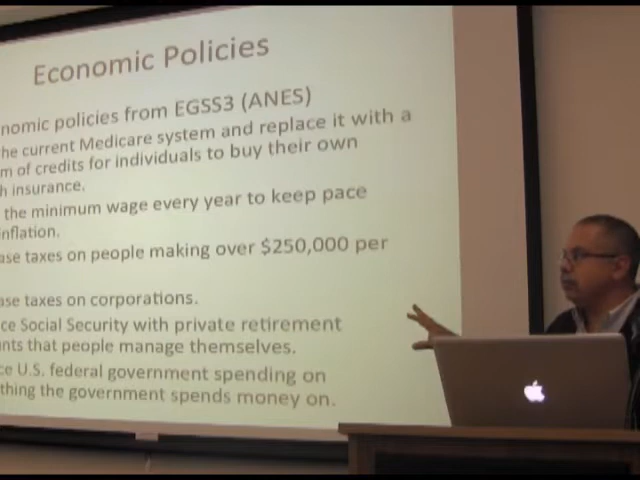 Economic Policies
nomic policies from EGSS3 (ANES)
he current Medicare system and replace it with a
m of credits for individuals to buy their own
h insurance.
the minimum wage every year to keep pace
inflation.
ase taxes on people making over $250,000 per
ase taxes on corporations.
ce Social Security with private retirement
unts that people manage themselves.
ce U.S. federal government spending on
thing the government spends money on.